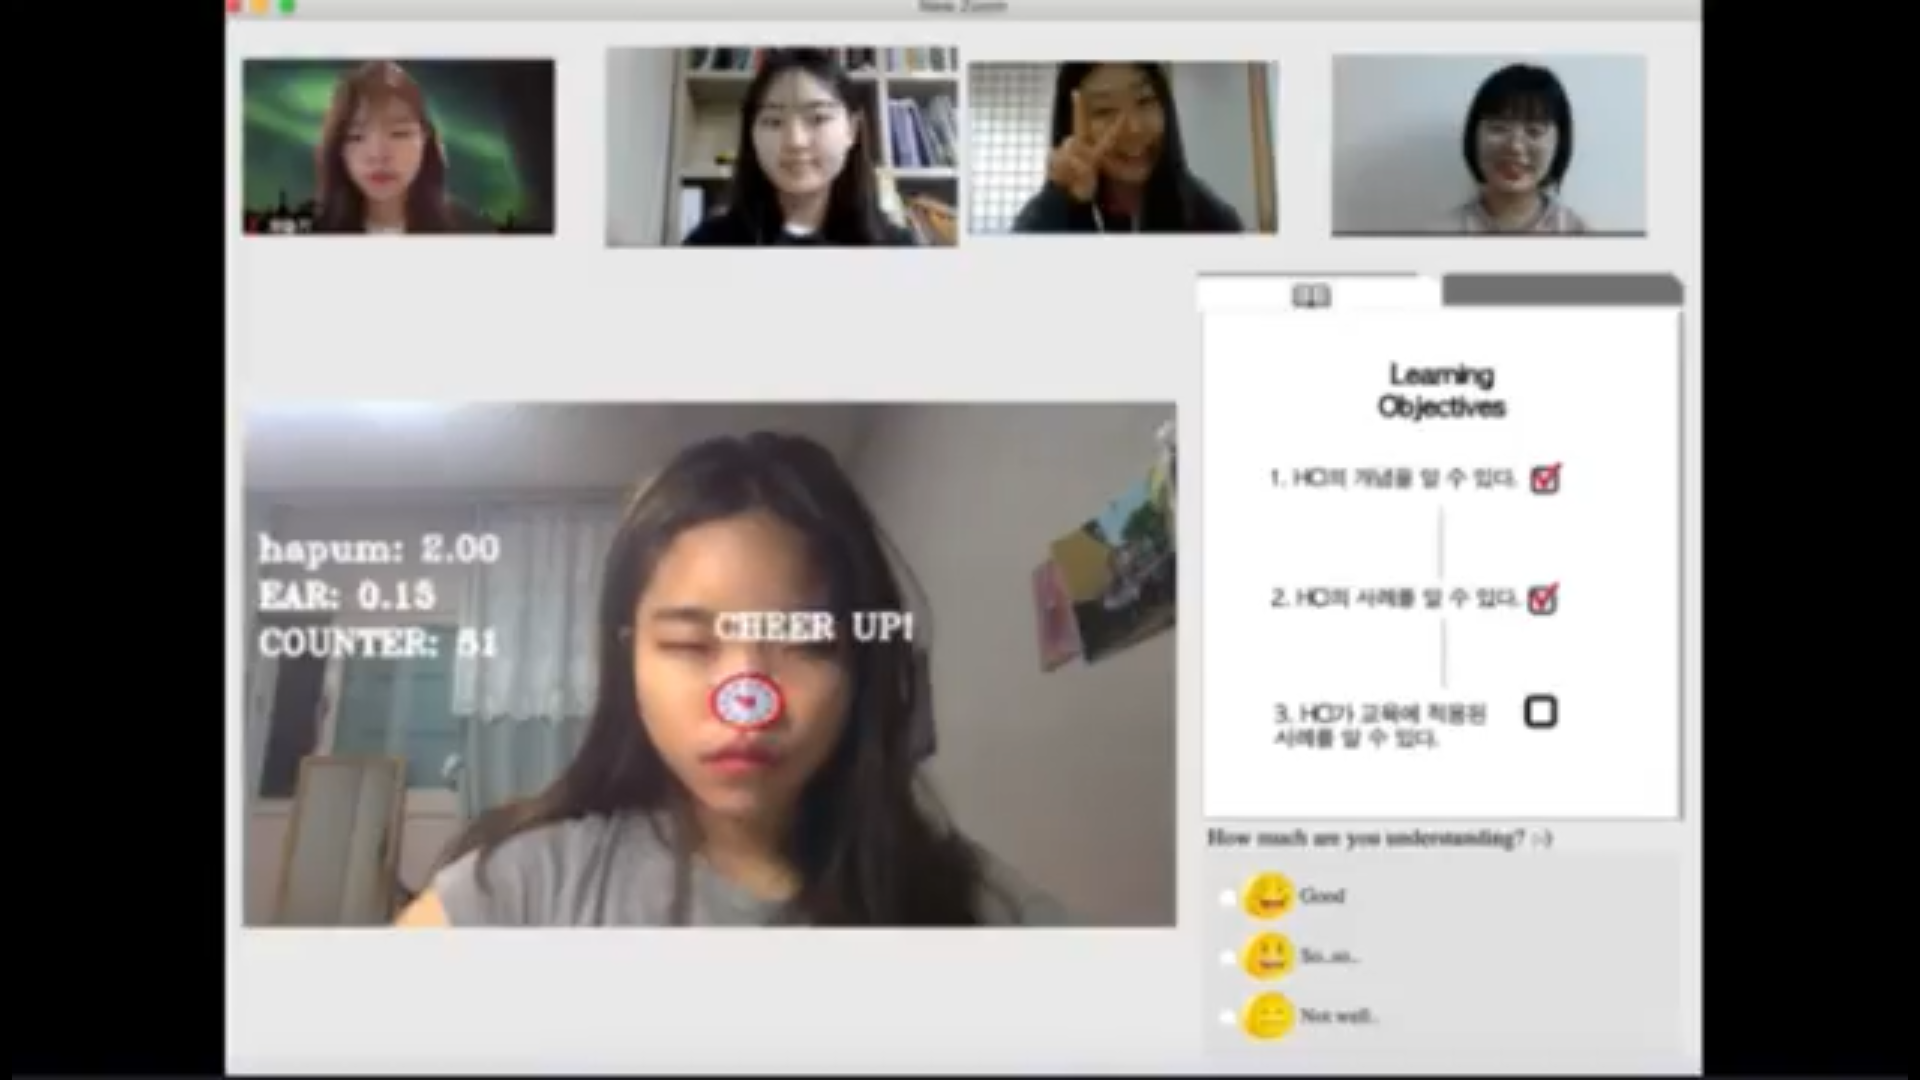 New Zoom
Learning
Objectives
1. HCI의 개념을 알 수 있다.
2. HCI의 사례를 알 수 있다.
3. HCI가 교육에 적용된
사례를 알 수 있다.
hapum: 2.00
EAR: 0.15
COUNTER: 51
CHEER UP!
How much are you understanding? :-)
Good
So..so..
Not well..